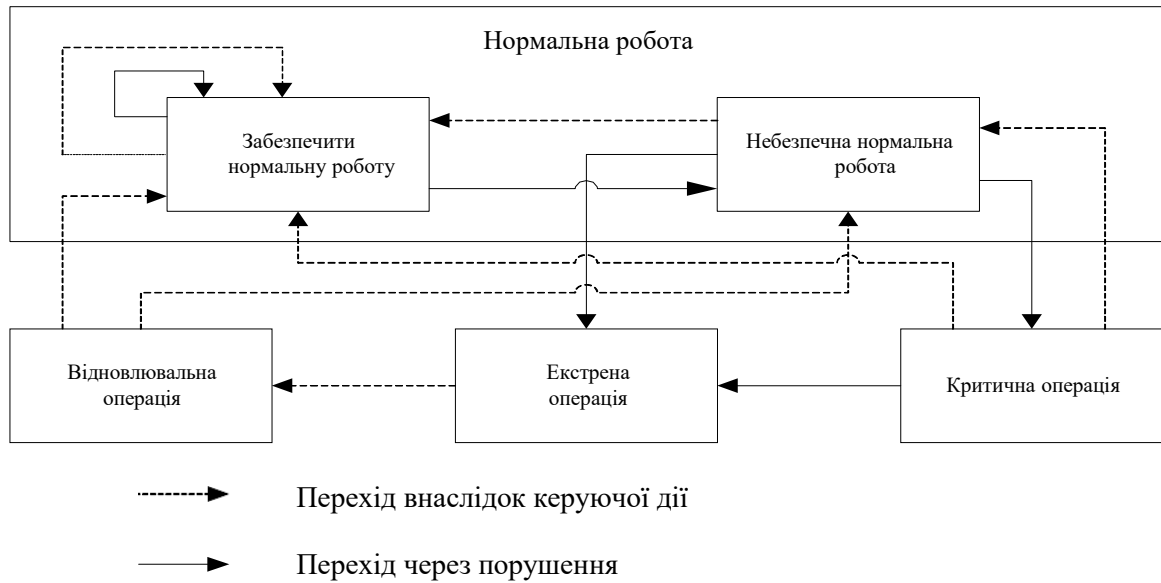 Нормальна робота
Забезпечити
нормальну роботу
Небезпечна нормальна
робота
Відновлювальна
операція
Екстрена
операція
Критична операція
Перехід внаслідок керуючої дії
Перехід через порушення